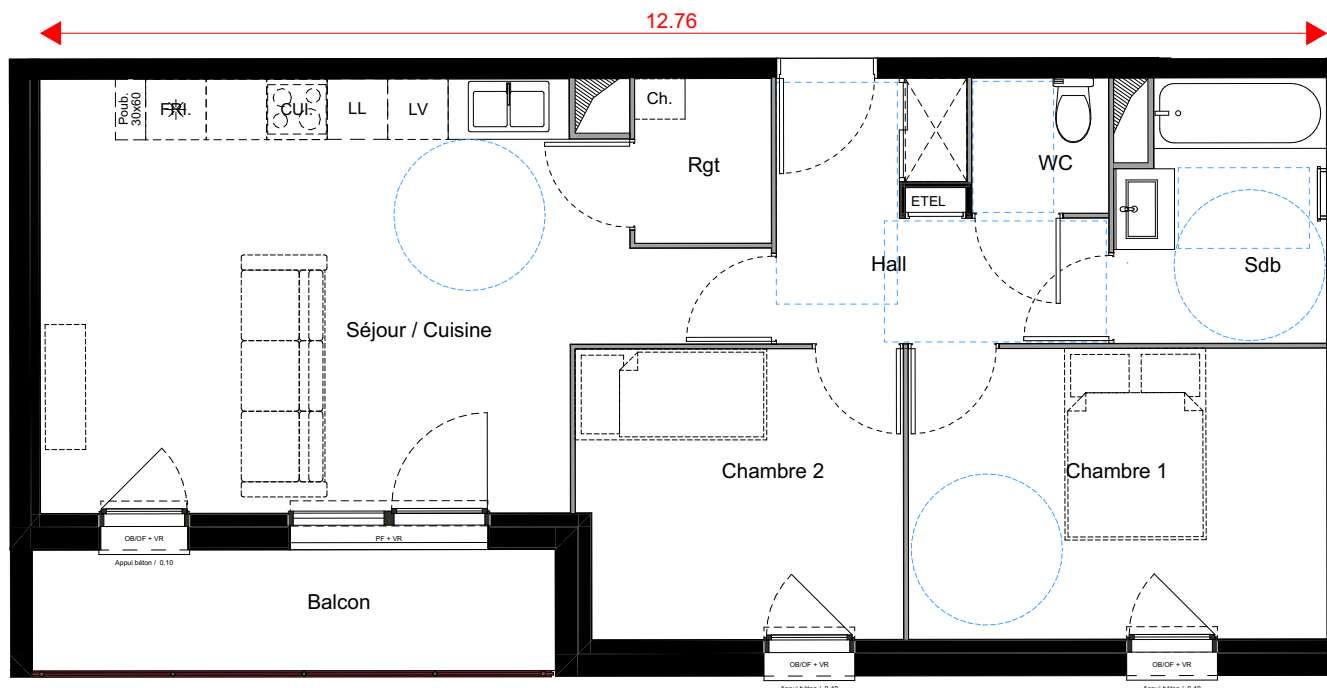 12.76
Poub.
30x60
FRI.
CUI.
LL
LV
Ch.
Rgt
WC
ETEL
Hall
Sdb
Séjour / Cuisine
Chambre 2
Chambre 1
OB/OF + VR
PF + VR
Appui béton / 0,10
Balcon
OB/OF + VR
OB/OF + VR